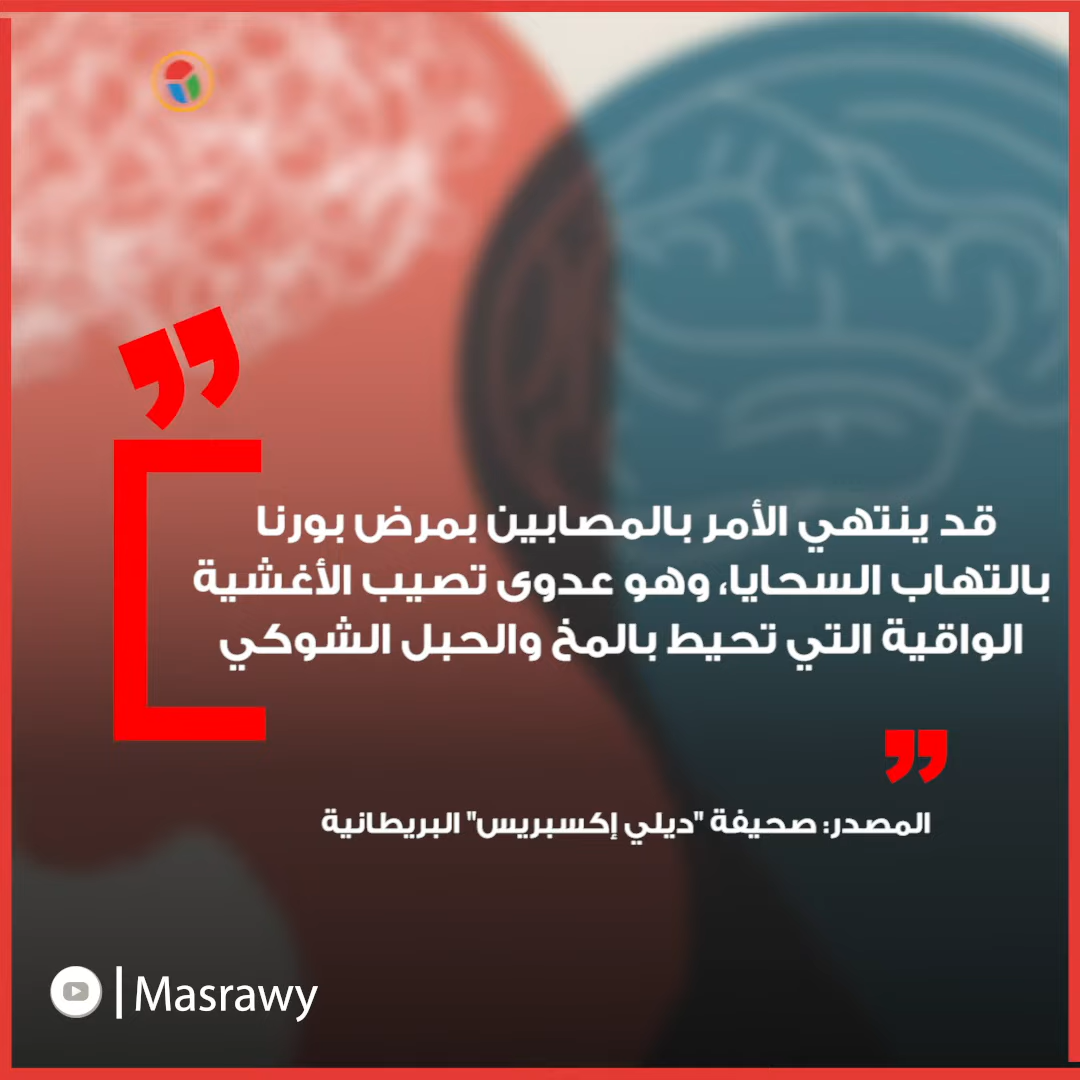 قد ينتهي الأمر بالمصابين بمرض بورنا
بالتهاب السحايا، وهو عدوى تصيب الأغشية
الواقية التي تحيط بالمخ والحبل الشوكي
المصدر: صحيفة "ديلي إكسبريس" البريطانية
Masrawy